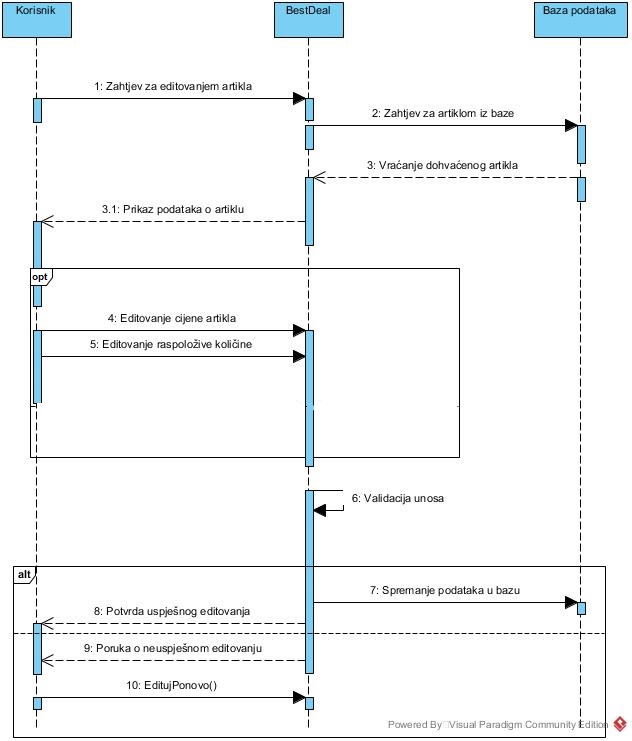 Korisnik
BestDeal
Baza podataka
1: Zahtjev za editovanjem artikla
2: Zahtjev za artiklom iz baze
3: Vraćanje dohvaćenog artikla
3.1: Prikaz podataka o artiklu
opt
4: Editovanje cijene artikla
5: Editovanje raspoložive količine
6: Validacija unosa
alt
7: Spremanje podataka u bazu
8: Potvrda uspješnog editovanja
9: Poruka o neuspješnom editovanju
10: EditujPonovo()
Powered By Visual Paradigm Community Edition